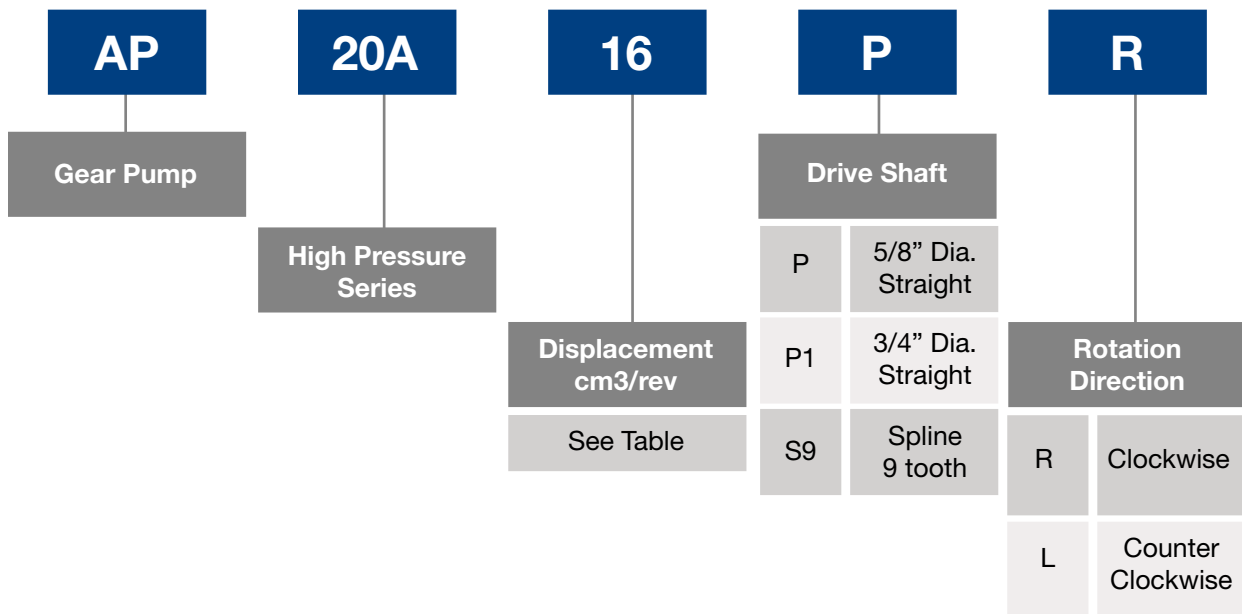 AP
20A
16
P
R
Gear Pump
High Pressure
Series
Displacement
cm3/rev
See Table
Drive Shaft
P
5/8” Dia.
Straight
P1
3/4” Dia.
Straight
S9
Spline
9 tooth
Rotation
Direction
R
Clockwise
L
Counter
Clockwise